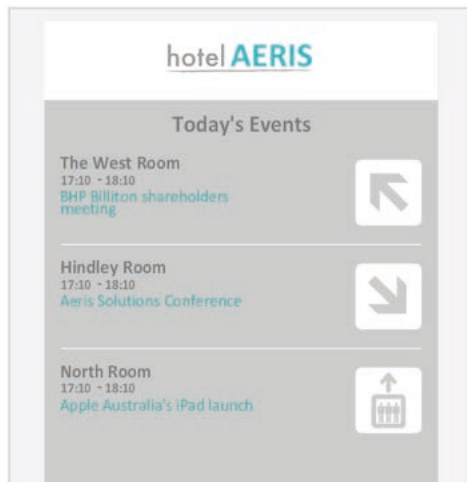 hotel AERIS
Today's Events
The West Room
17:10 - 18:10
BHP Billiton shareholders
meeting
Hindley Room
17:10 - 18:10
Aeris Solutions Conference
North Room
17:10 - 18:10
Apple Australia's iPad launch